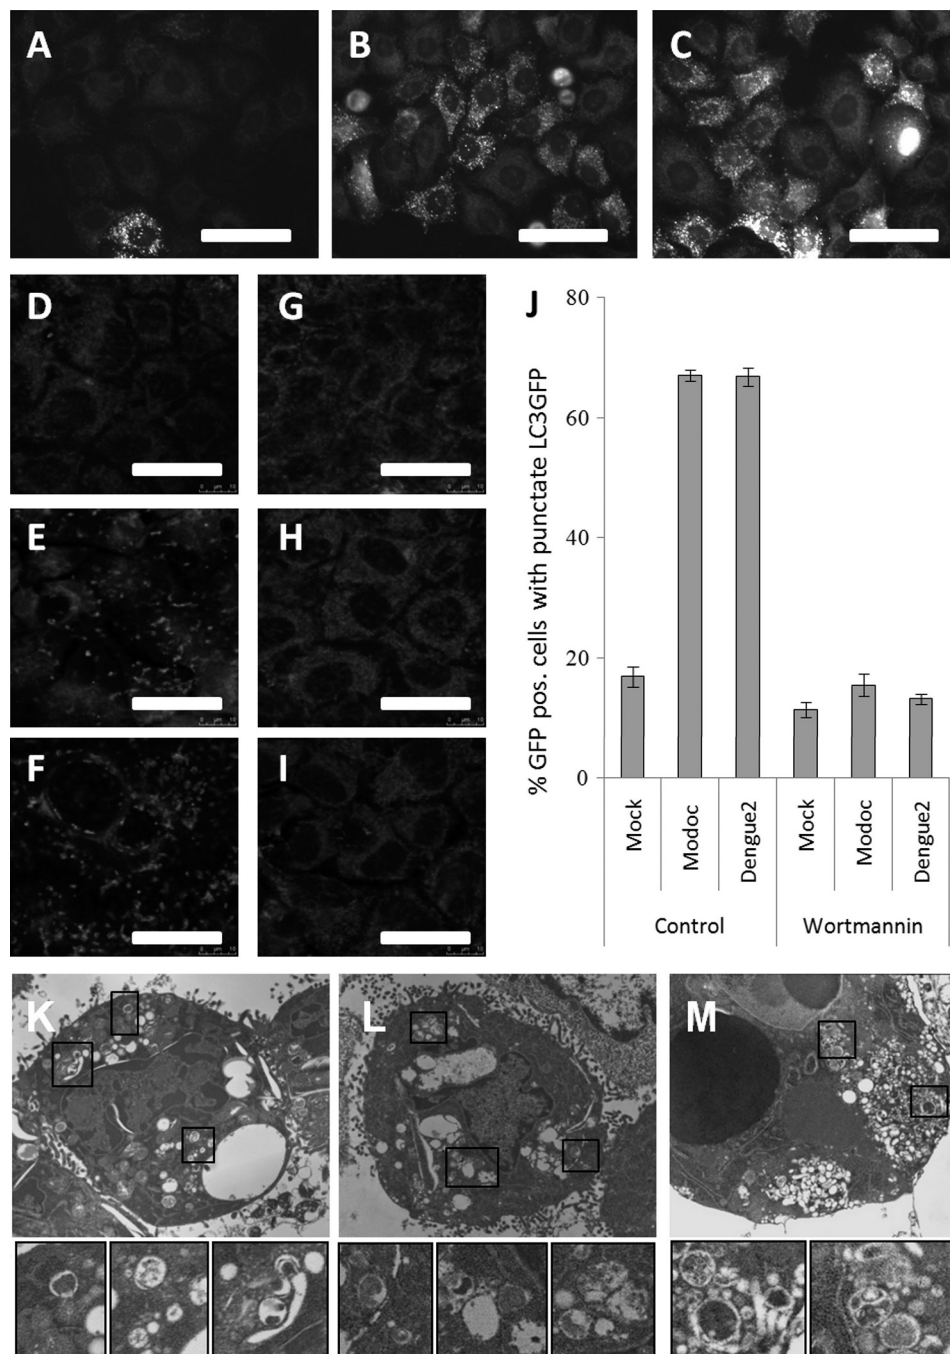 A
B
C
D
G
J
80
60
40
20
0
% GFP pos. cells with punctate LC3GFP
E
H
F
I
Mock
Modoc
Dengue2
Mock
Modoc
Dengue2
Control
Wortmannin
K
L
M